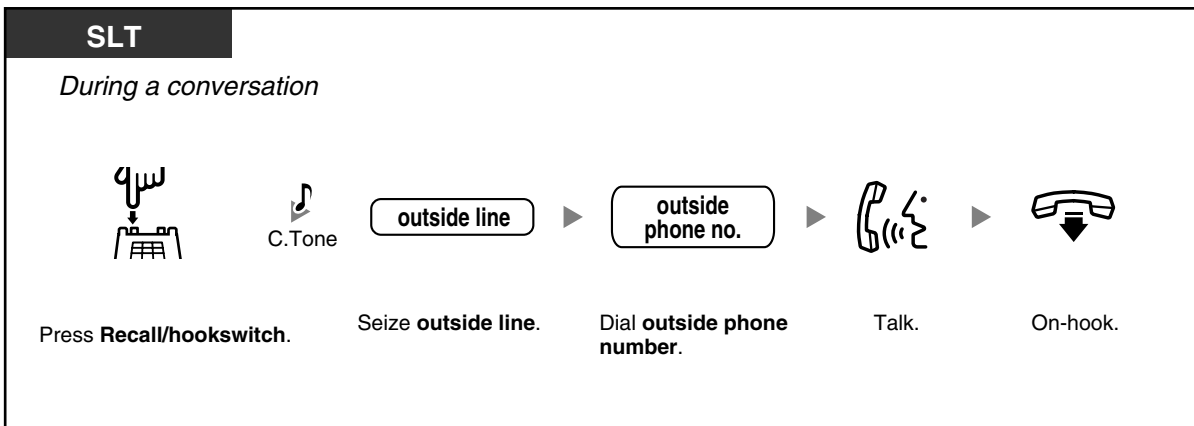 SLT
During a conversation
C.Tone
outside line
outside
phone no.
Press Recall/hookswitch.
Seize outside line.
Dial outside phone
number.
Talk.
On-hook.